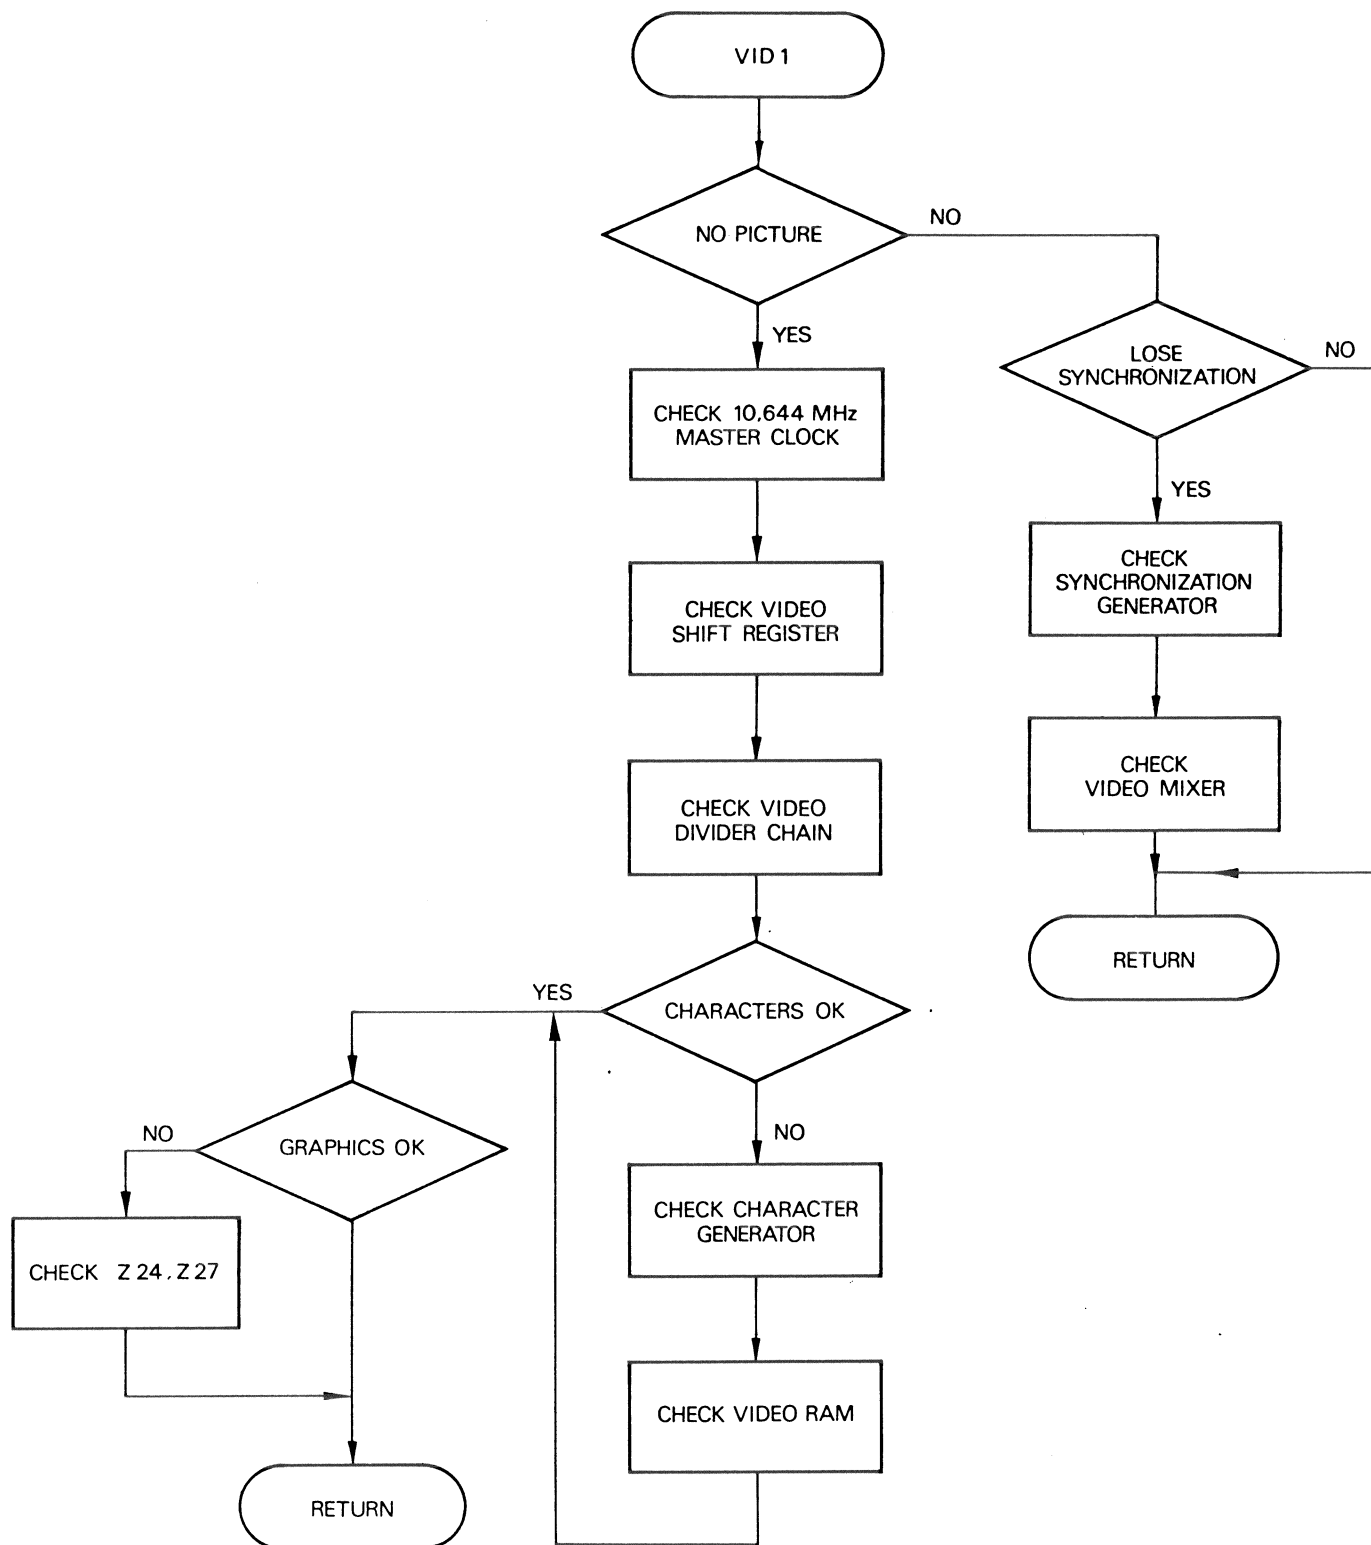 VID 1
NO PICTURE
NO
YES
LOSE
SYNCHRONIZATION
NO
CHECK 10,644 MHz
MASTER CLOCK
YES
CHECK
SYNCHRONIZATION
GENERATOR
CHECK VIDEO
SHIFT REGISTER
CHECK
VIDEO MIXER
CHECK VIDEO
DIVIDER CHAIN
RETURN
YES
CHARACTERS OK
NO
GRAPHICS OK
NO
CHECK CHARACTER
GENERATOR
CHECK Z 24, Z 27
CHECK VIDEO RAM
RETURN